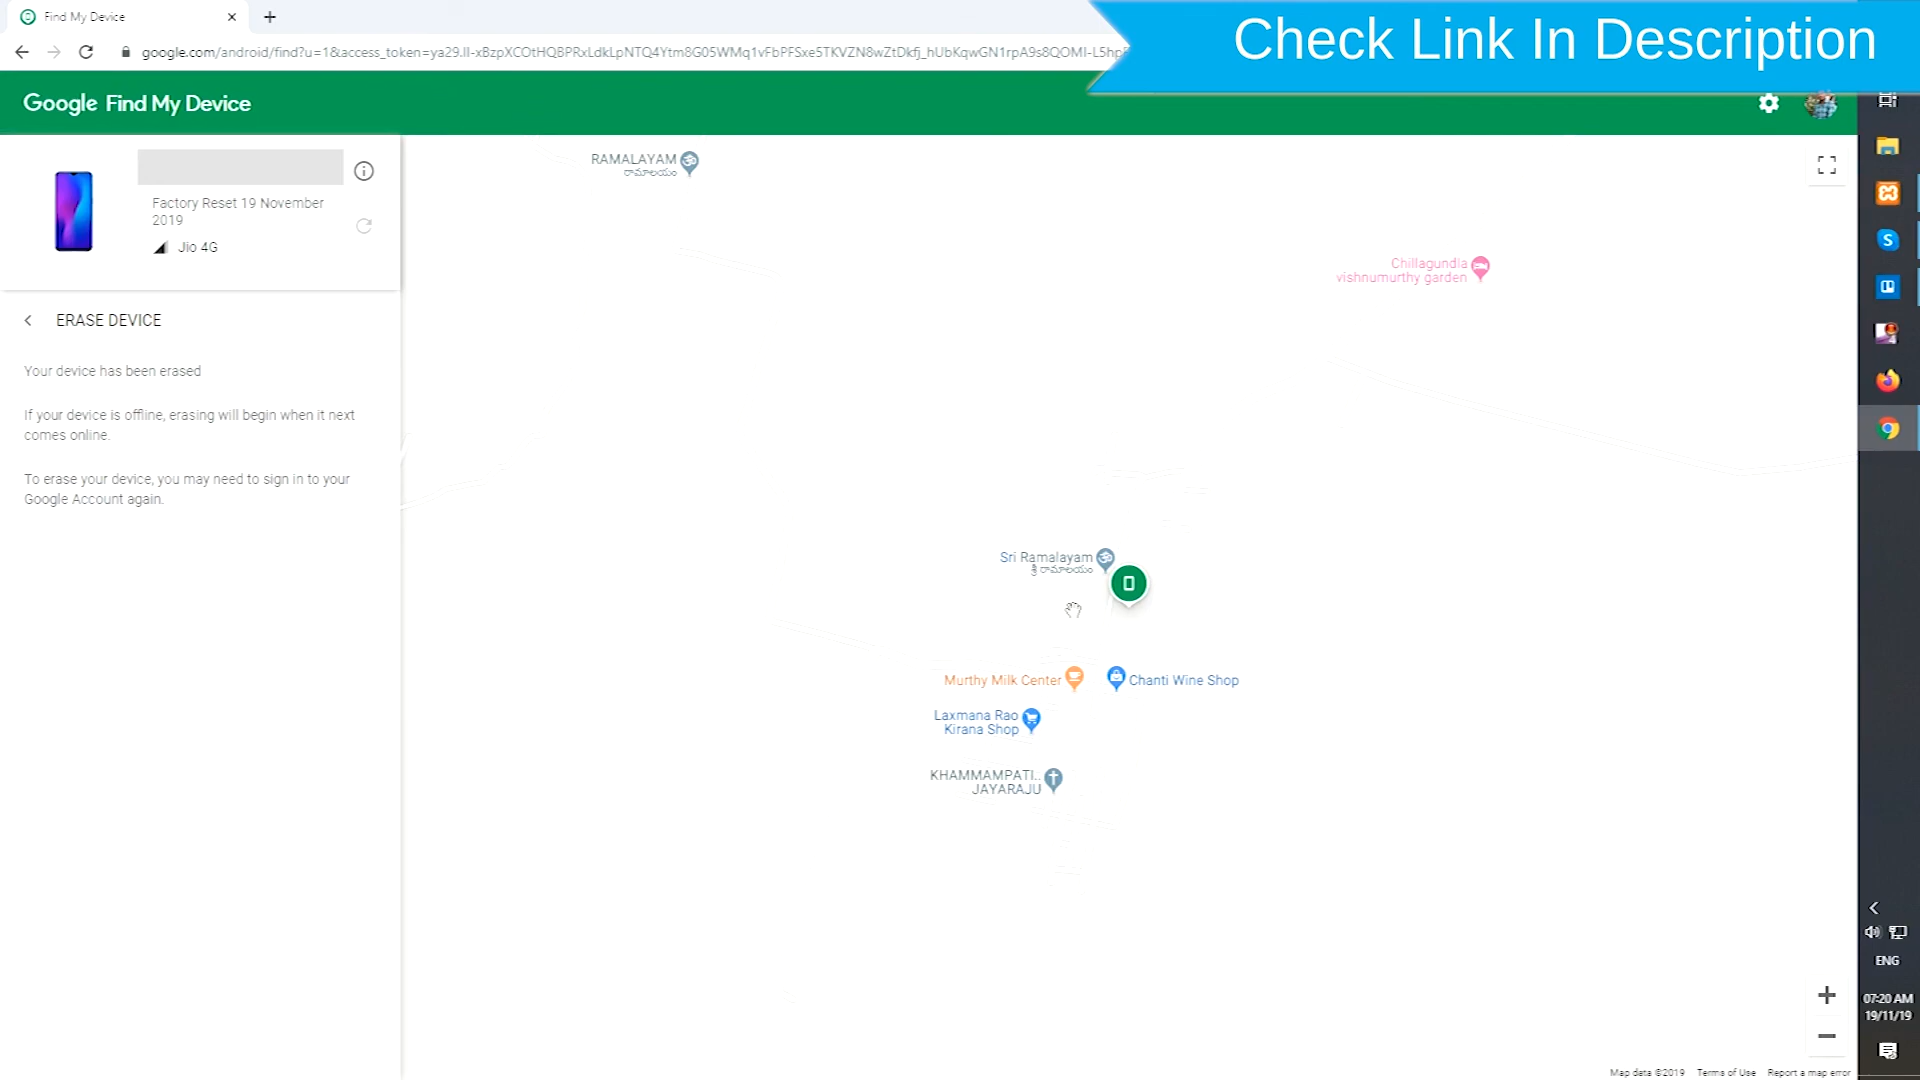 Find My Device
Check Link In Description
google.com/android/find?u=1&access_token=
Google Find My Device
Factory Reset 19 November
2019
Jio 4G
ERASE DEVICE
Your device has been erased
If your device is offline, erasing will begin when it next
comes online.
To erase your device, you may need to sign in to your
Google Account again.
RAMALAYAM
రామాలయం
Chillagundla
vishnumurthy garden
Sri Ramalayam
శ్రీ రామాలయం
Murthy Milk Center
Chanti Wine Shop
Laxmana Rao
Kirana Shop
KHAMMAMPATI..
JAYARAJU
ENG
07:20 AM
19/11/19
Map data ©2019 Terms of Use Report a map error